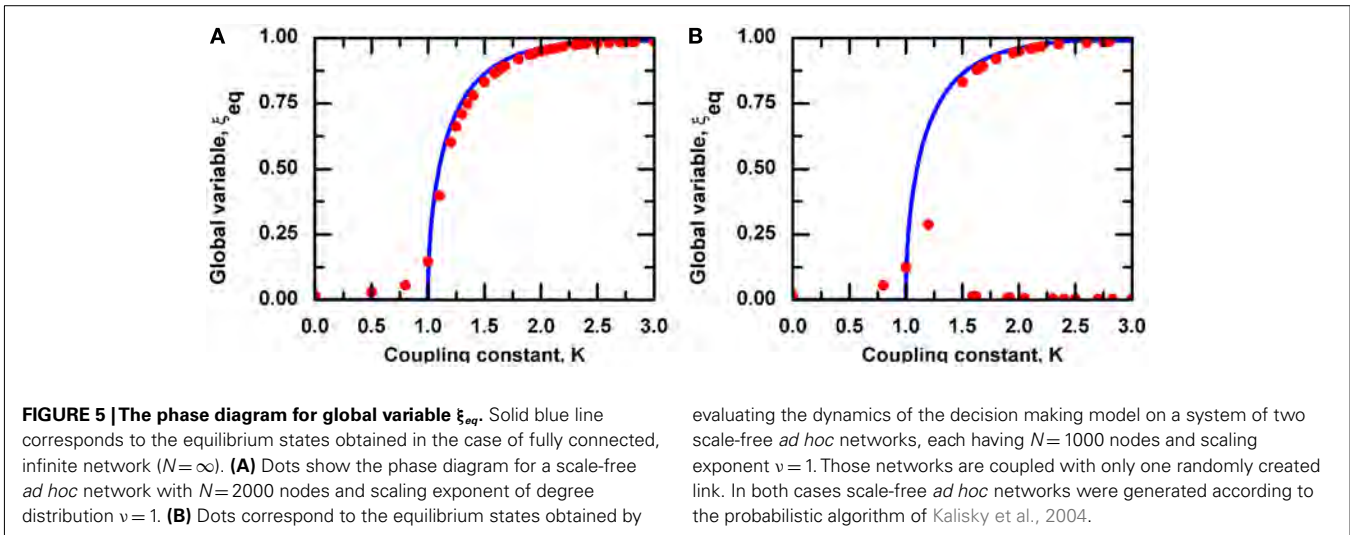 A
B
1.00
0.75
0.50
0.25
0.00
Global variable, ξeq
0.0 0.5 1.0 1.5 2.0 2.5 3.0
Coupling constant, K
1.00
0.75
0.50
0.25
0.00
Global variable, ξeq
0.0 0.5 1.0 1.5 2.0 2.5 3.0
Coupling constant, K
FIGURE 5 | The phase diagram for global variable ξeq. Solid blue line
corresponds to the equilibrium states obtained in the case of fully connected,
infinite network (N = ∞). (A) Dots show the phase diagram for a scale-free
ad hoc network with N = 2000 nodes and scaling exponent of degree
distribution ν = 1. (B) Dots correspond to the equilibrium states obtained by
evaluating the dynamics of the decision making model on a system of two
scale-free ad hoc networks, each having N = 1000 nodes and scaling
exponent ν = 1. Those networks are coupled with only one randomly created
link. In both cases scale-free ad hoc networks were generated according to
the probabilistic algorithm of Kalisky et al., 2004.